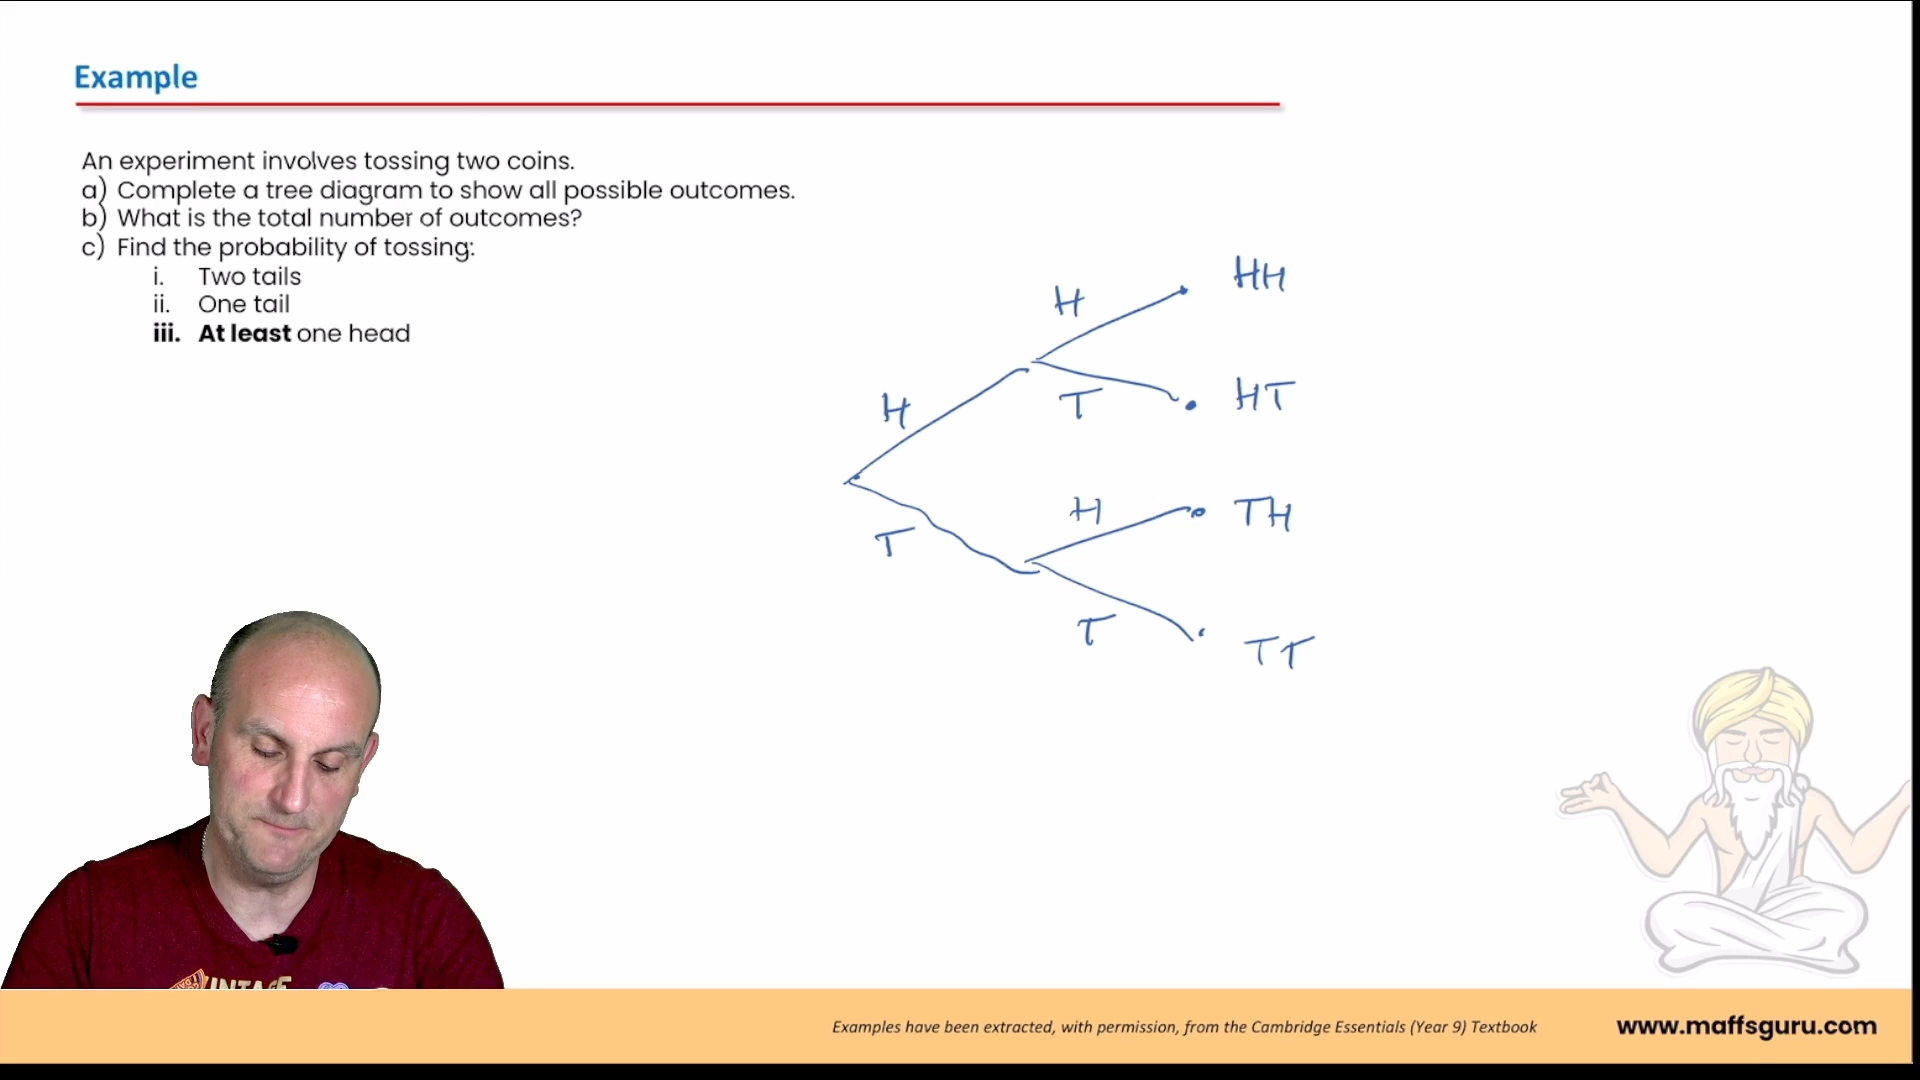 Example
An experiment involves tossing two coins.
a) Complete a tree diagram to show all possible outcomes.
b) What is the total number of outcomes?
c) Find the probability of tossing:
i. Two tails
ii. One tail
iii. At least one head
H
HH
H
T
HT
T
H
TH
T
TT
Examples have been extracted, with permission, from the Cambridge Essentials (Year 9) Textbook
www.maffsguru.com